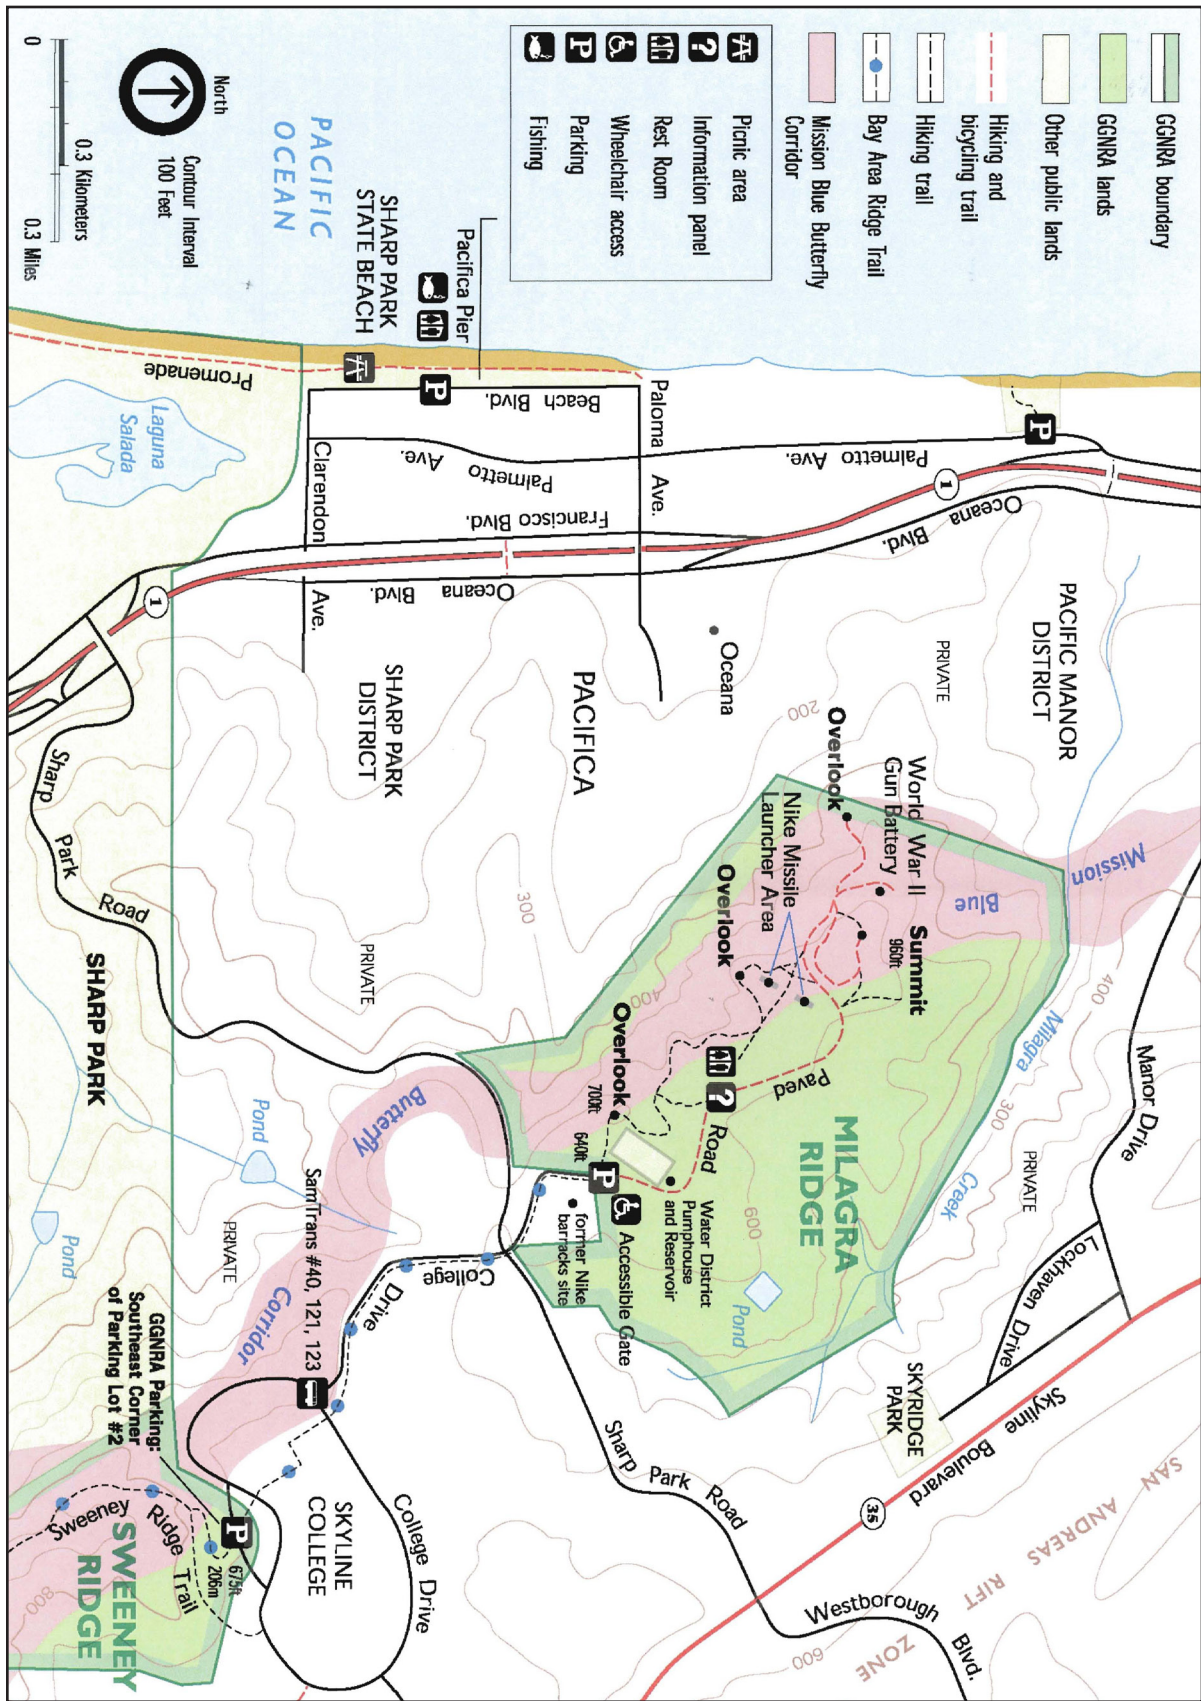 GGNRA boundary
GGNRA lands
Other public lands
Hiking and
bicycling trail
Hiking trail
Bay Area Ridge Trail
Mission Blue Butterfly
Corridor
Picnic area
?
Information panel
Rest Room
Wheelchair access
P
Parking
Fishing
North
Contour Interval
100 Feet
0
0.3 Kilometers
0.3 Miles
PACIFIC
OCEAN
Pacifica Pier
SHARP PARK
STATE BEACH
P
P
Promenade
Laguna
Salada
Beach Blvd.
Paloma
Ave.
Palmetto
Ave.
Palmetto Ave.
Clarendon
Ave.
Francisco Blvd.
Oceana Blvd.
Oceana
Blvd.
1
1
Oceana
PACIFIC MANOR
DISTRICT
PRIVATE
SHARP PARK
DISTRICT
PACIFICA
200
300
PRIVATE
Sharp
Park
Road
SHARP PARK
Overlook
World War II
Gun Battery
Nike Missile
Launcher Area
Overlook
Summit
960ft
Mission
Blue
400
400
300
Milagra
Creek
Manor Drive
PRIVATE
Lockhaven Drive
Overlook
700ft
640ft
P
?
Paved
Road
MILAGRA
RIDGE
600
Water District
Pumphouse
and Reservoir
Accessible Gate
former Nike
barracks site
Pond
SKYRIDGE
PARK
Skyline
Boulevard
35
SAN ANDREAS
RIFT
ZONE
Butterfly
Corridor
Pond
Pond
PRIVATE
SamTrans #40, 121, 123
College
Drive
GGNRA Parking:
Southeast Corner
of Parking Lot #2
P
675ft
206m
SKYLINE
COLLEGE
College Drive
Sharp Park Road
Westborough
Blvd.
600
Sweeney
Ridge
Trail
SWEENEY
RIDGE
800